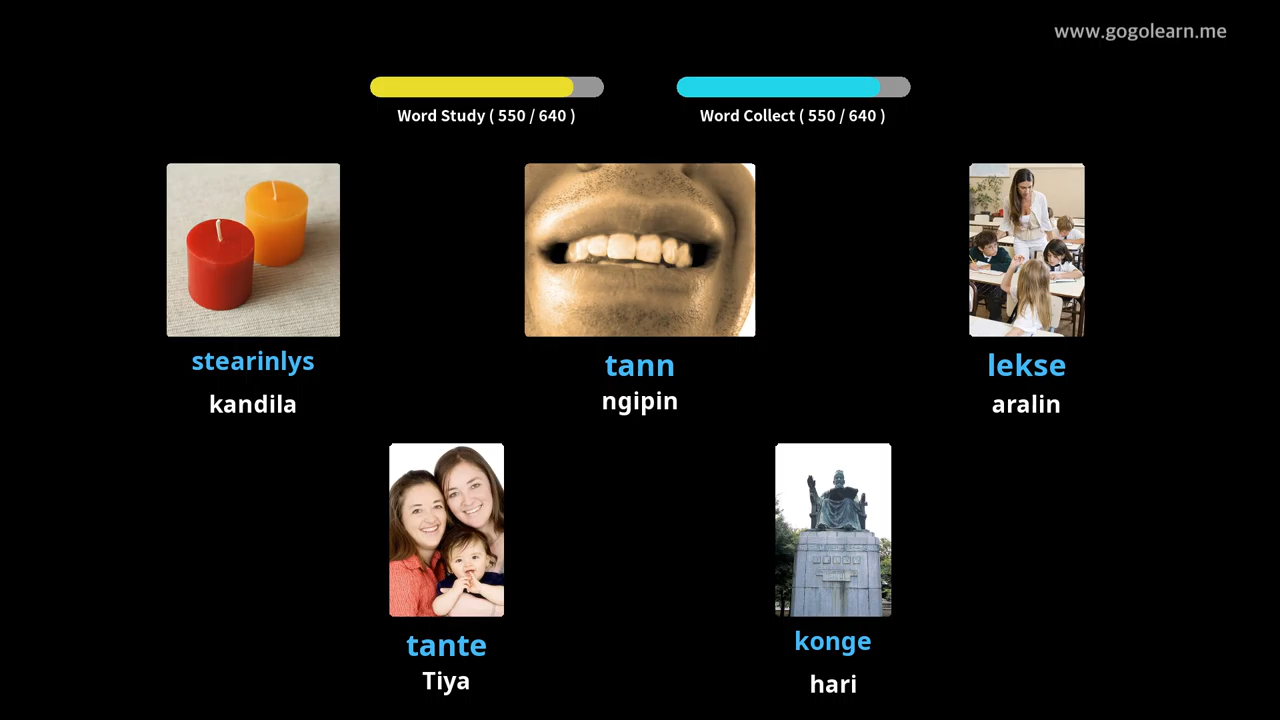 www.gogolearn.me
Word Study ( 550 / 640 )
Word Collect ( 550 / 640 )
stearinlys
kandila
tann
ngipin
lekse
aralin
tante
Tiya
konge
hari